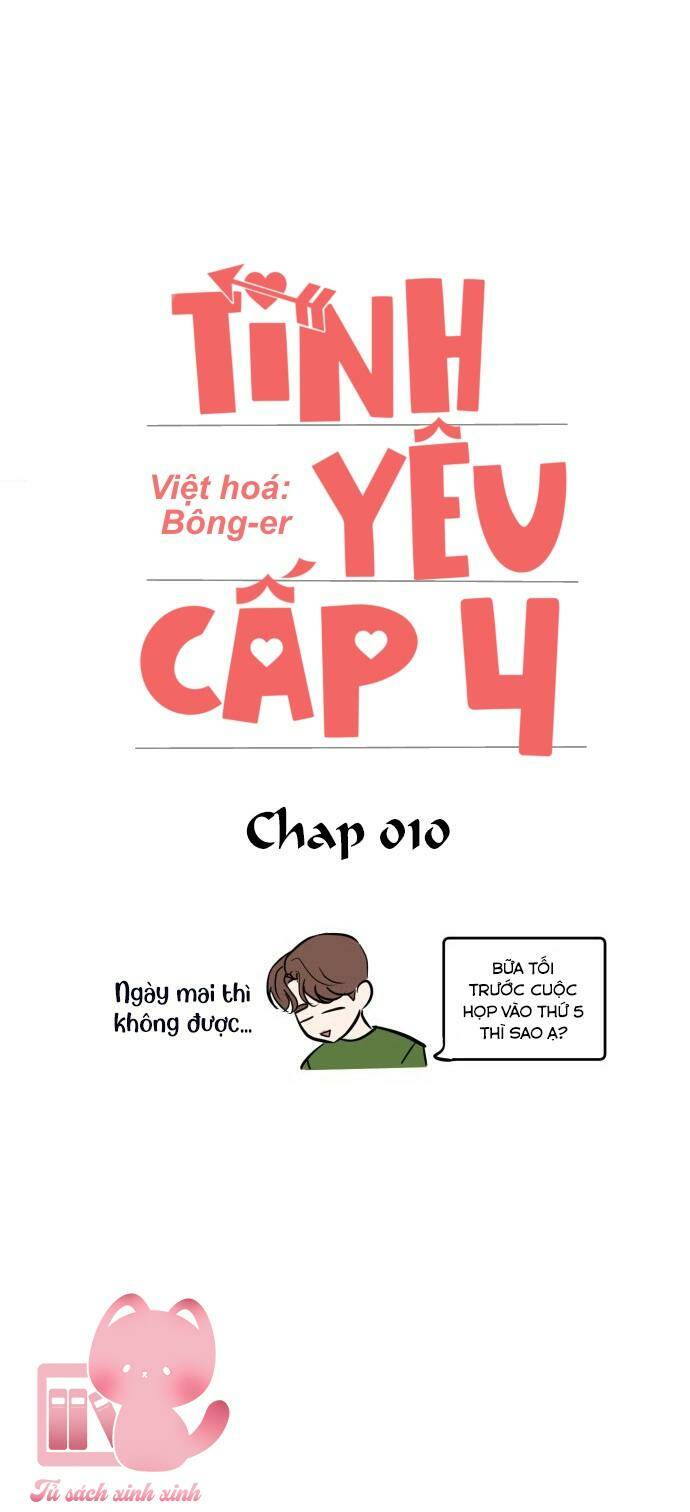 TÌNH
Việt hoá:
Bông-er
YÊU
CẤP 4
Chap 010
Ngày mai thì
không được...
BỮA TỐI
TRƯỚC CUỘC
HỌP VÀO THỨ 5
THÌ SAO Ạ?
Tủ sách xinh xinh